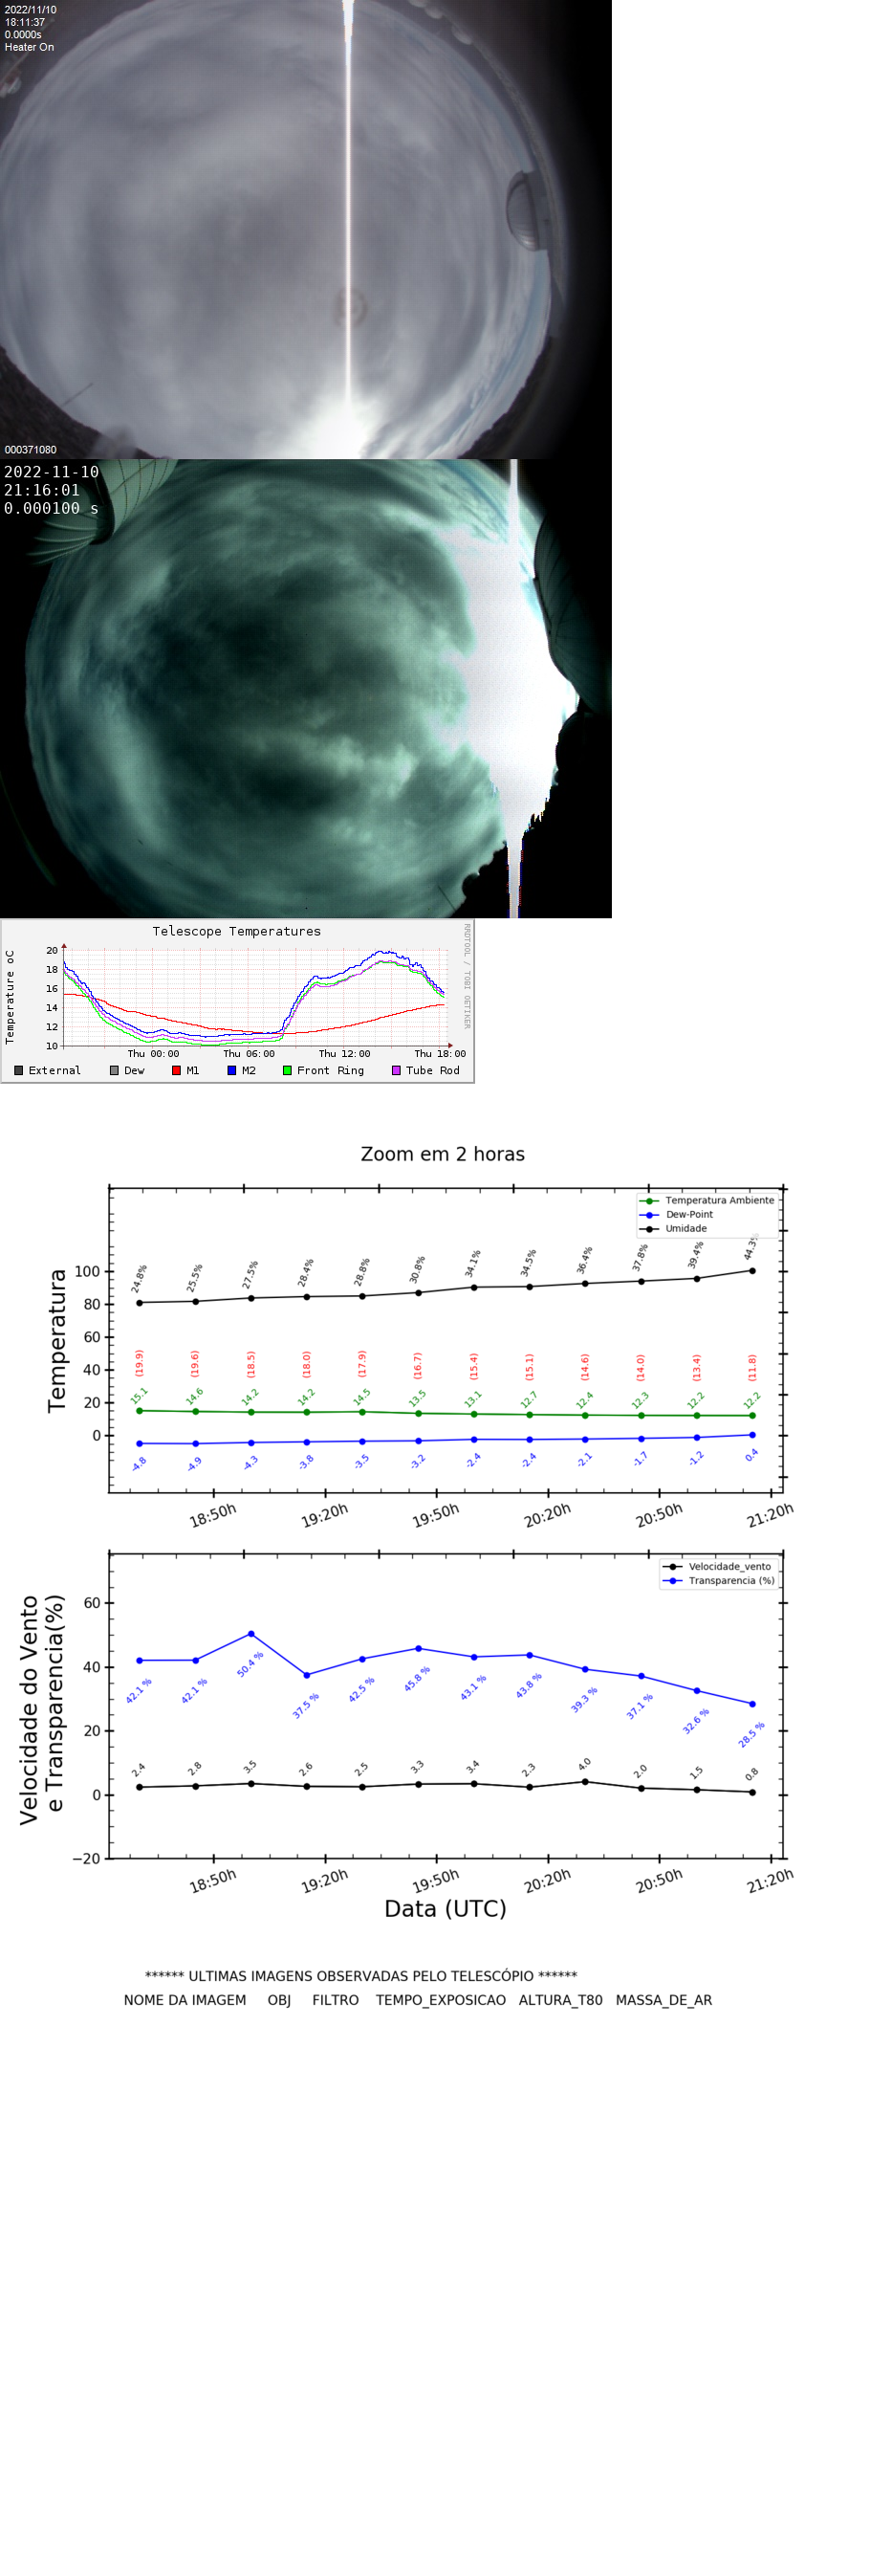 2022/11/10
18:11:37
0.0000s
Heater On
000371080
2022-11-10
21:16:01
0.000100 s
Telescope Temperatures
RRDTOOL / TOBI OETIKER
Temperature oC
20
18
16
14
12
10
Thu 00:00 Thu 06:00 Thu 12:00 Thu 18:00
External Dew M1 M2 Front Ring Tube Rod
Zoom em 2 horas
Temperatura Ambiente
Dew-Point
Umidade
Temperatura
100
80
60
40
20
0
24.8% 25.5% 27.5% 28.4% 28.8% 30.8% 34.1% 34.5% 36.4% 37.8% 39.4% 44.3%
(19.9) (19.6) (18.5) (18.0) (17.9) (16.7) (15.4) (15.1) (14.6) (14.0) (13.4) (11.8)
15.1 14.6 14.2 14.2 14.5 13.5 13.1 12.7 12.4 12.3 12.2 12.2
-4.8 -4.9 -4.3 -3.8 -3.5 -3.2 -2.4 -2.4 -2.1 -1.7 -1.2 0.4
18:50h 19:20h 19:50h 20:20h 20:50h 21:20h
Velocidade_vento
Transparencia (%)
Velocidade do Vento
e Transparencia(%)
60
40
20
0
−20
42.1 % 42.1 % 50.4 % 37.5 % 42.5 % 45.8 % 43.1 % 43.8 % 39.3 % 37.1 % 32.6 % 28.5 %
2.4 2.8 3.5 2.6 2.5 3.3 3.4 2.3 4.0 2.0 1.5 0.8
18:50h 19:20h 19:50h 20:20h 20:50h 21:20h
Data (UTC)
****** ULTIMAS IMAGENS OBSERVADAS PELO TELESCÓPIO ******
NOME DA IMAGEM OBJ FILTRO TEMPO_EXPOSICAO ALTURA_T80 MASSA_DE_AR